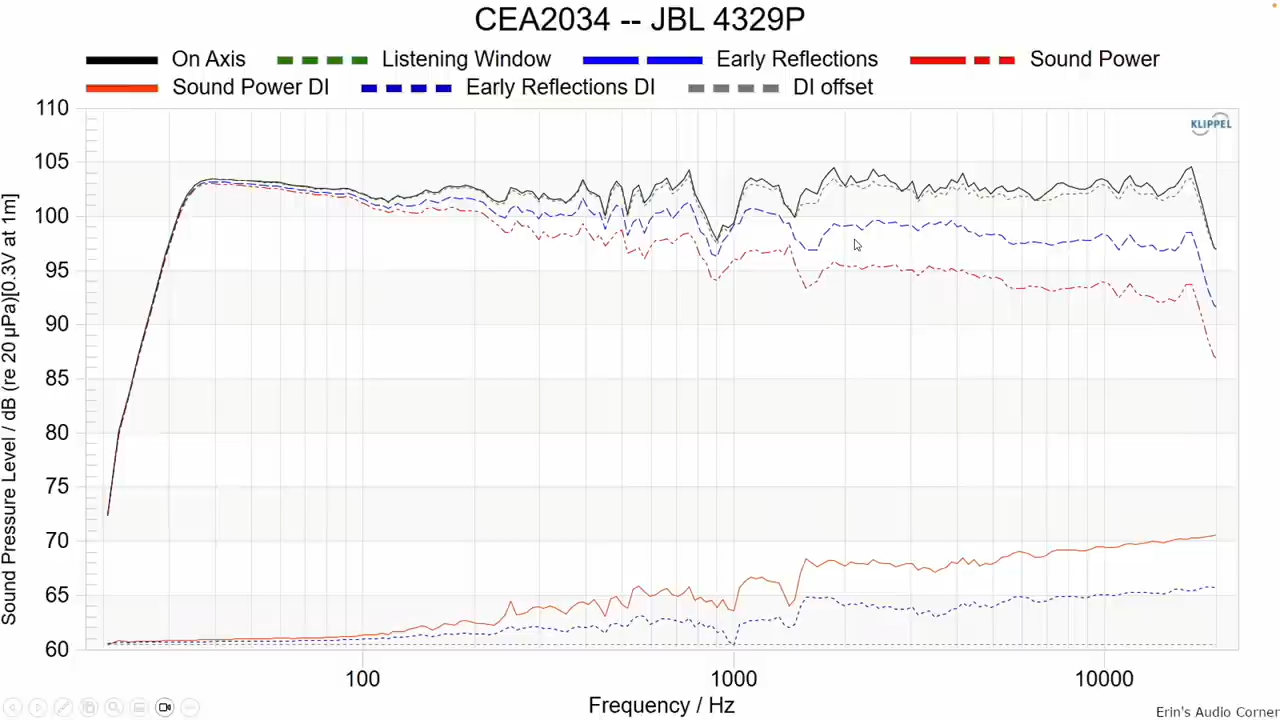 CEA2034 -- JBL 4329P
On Axis Listening Window Early Reflections Sound Power
Sound Power DI Early Reflections DI DI offset
KLIPPEL
Sound Pressure Level / dB (re 20 µPa)[0.3V at 1m]
110
105
100
95
90
85
80
75
70
65
60
100 1000 10000
Frequency / Hz
Erin's Audio Corner